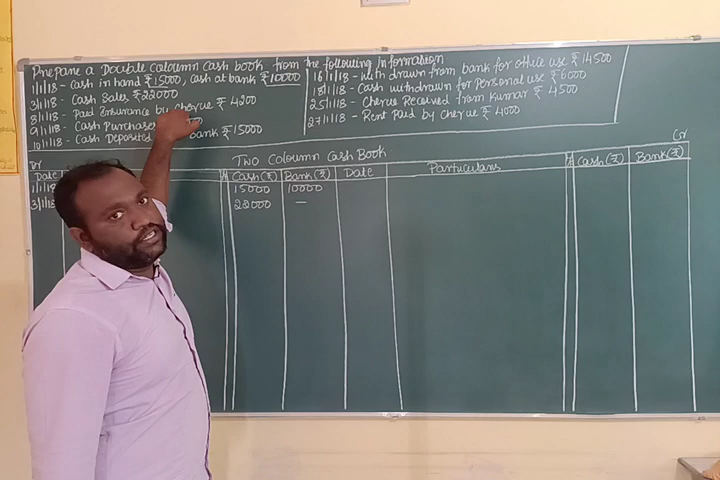 Prepare a Double Caloumn Cash book from the following information
1/1/18 - Cash in hand ₹ 15000, Cash at bank ₹ 10000
3/1/18 - Cash Sales ₹ 22000
8/1/18 - Paid Insurance by cheque ₹ 4200
9/1/18 - Cash Purchases
10/1/18 - Cash Deposited bank ₹ 15000
16/1/18 - with drawn from bank for office use ₹ 14500
18/1/18 - Cash withdrawn for Personal use ₹ 6000
25/1/18 - Cheque Received from Kumar ₹ 4500
27/1/18 - Rent Paid by cheque ₹ 4000
Two Coloumn Cash Book
Dr Cr
Date Cash (₹) Bank (₹) Date Particulars Cash (₹) Bank (₹)
1/1/18 15000 10000
3/1/18 22000 —